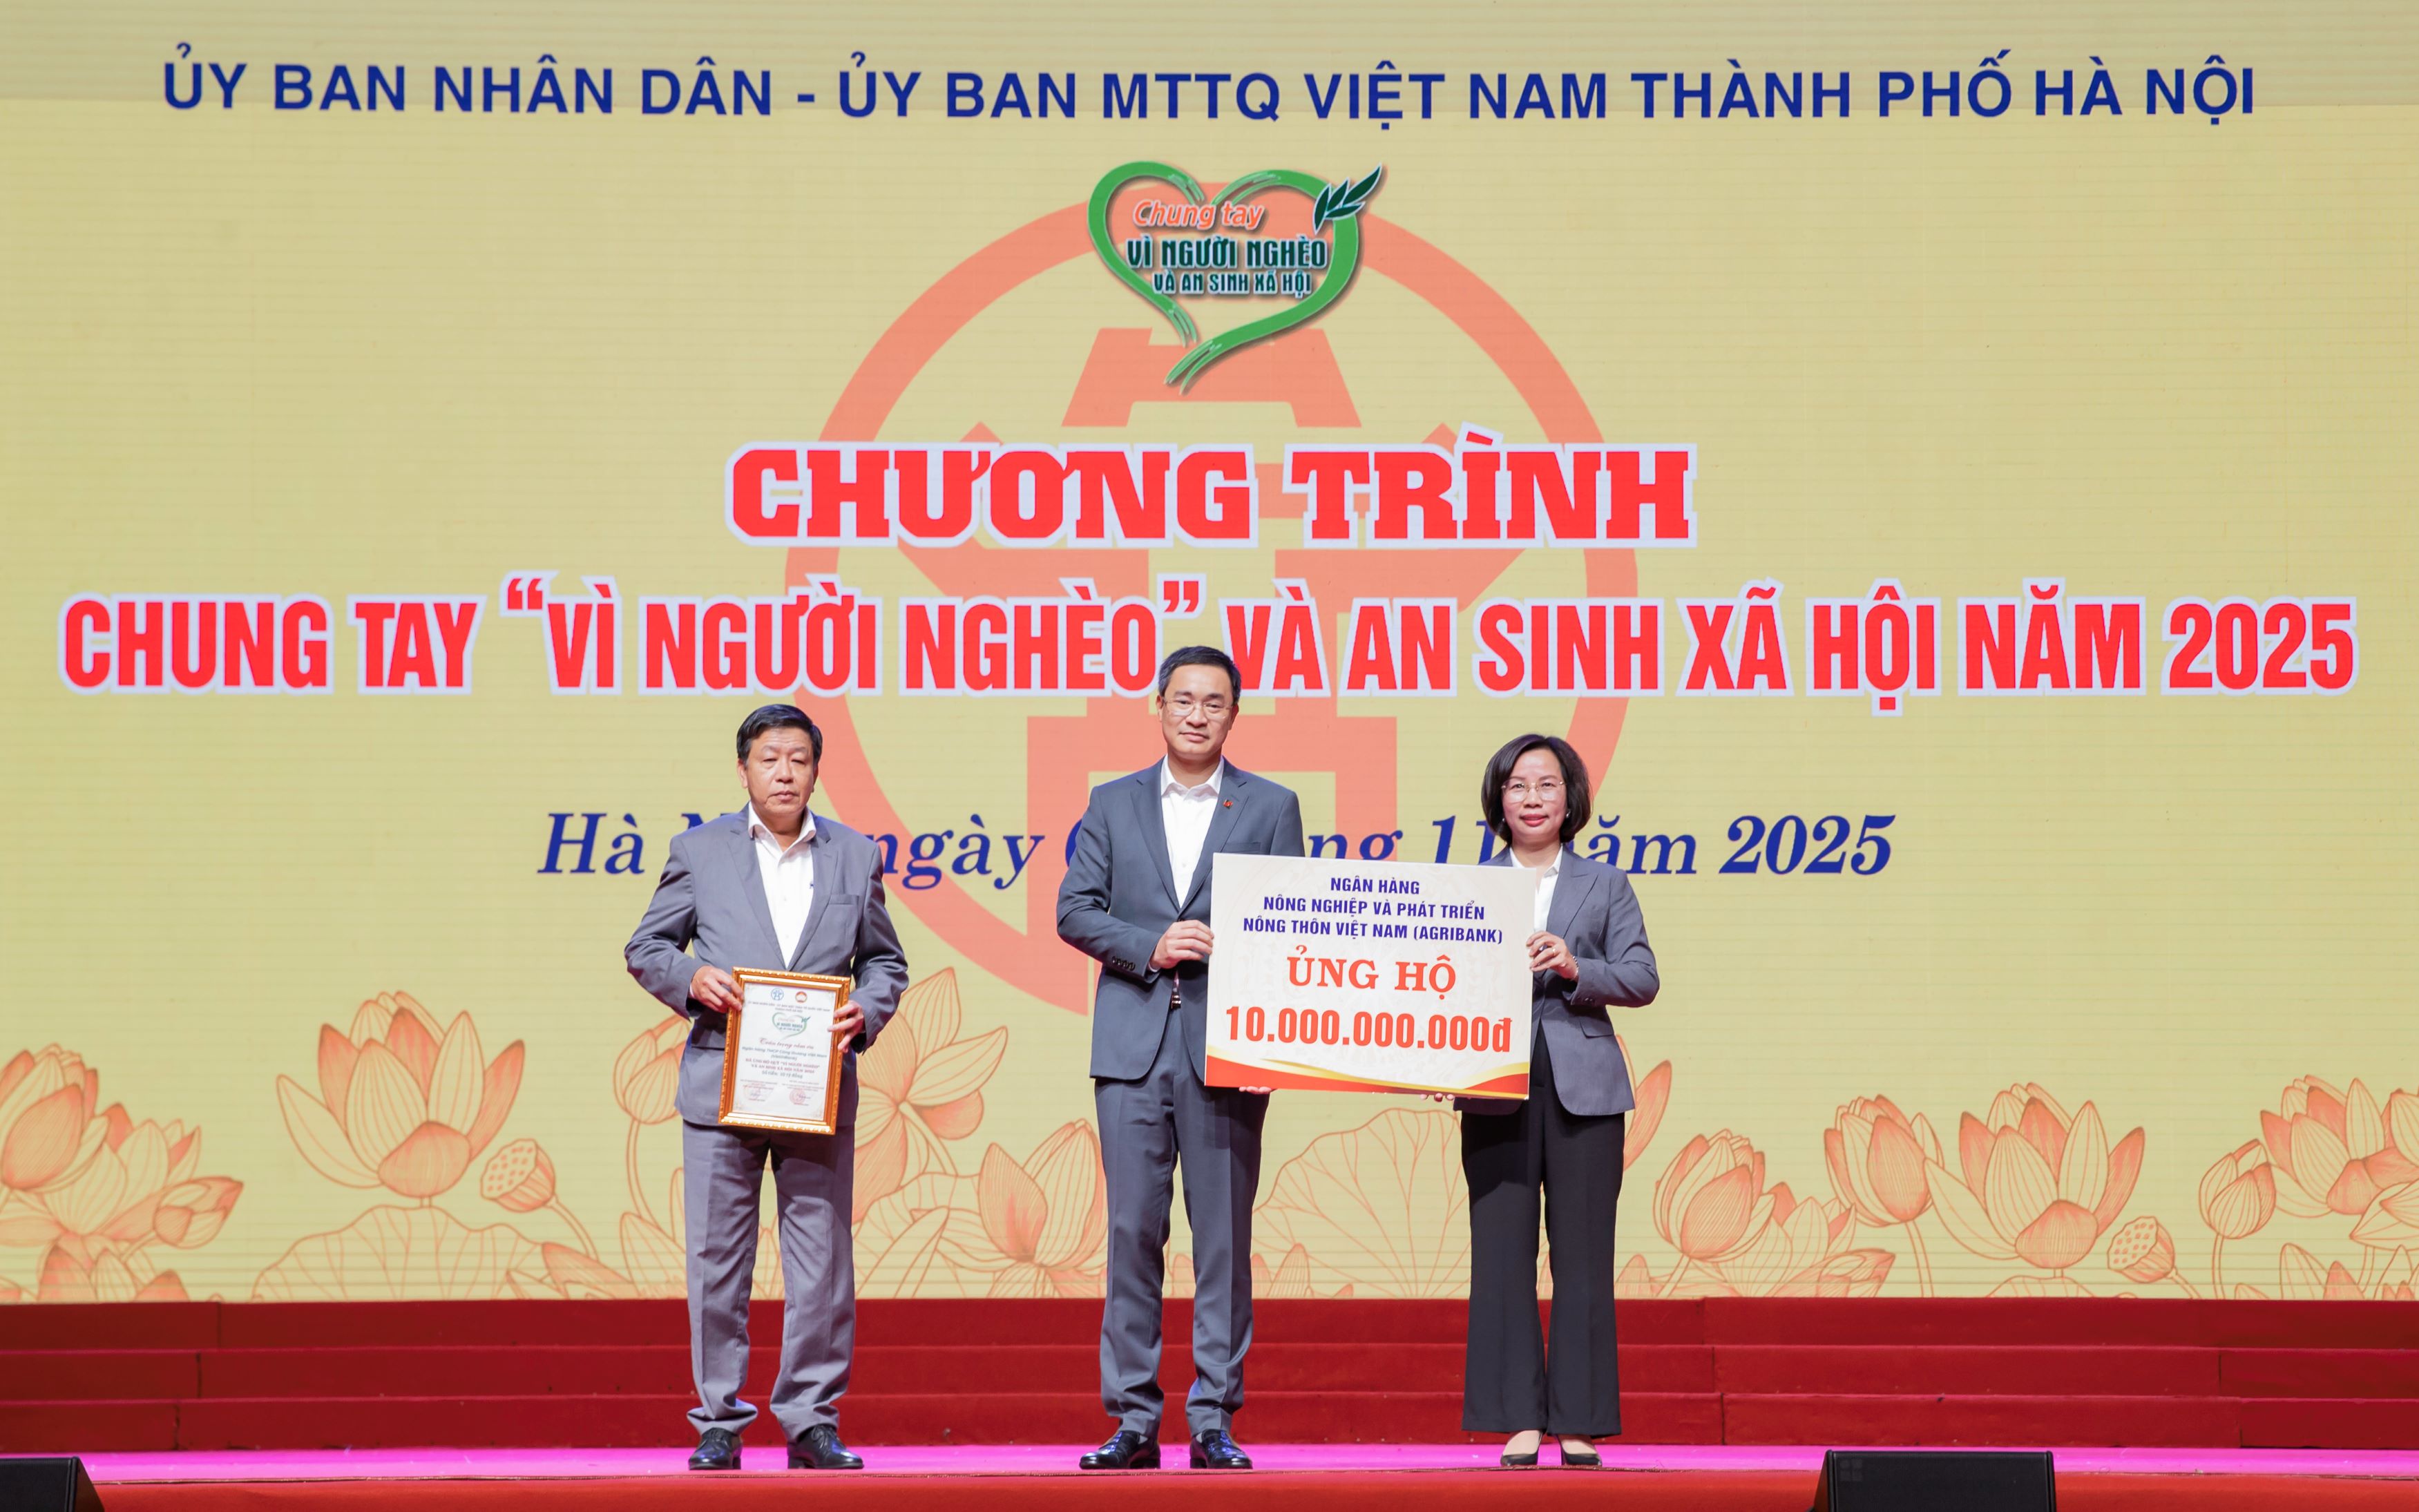 ỦY BAN NHÂN DÂN - ỦY BAN MTTQ VIỆT NAM THÀNH PHỐ HÀ NỘI
Chung tay
VÌ NGƯỜI NGHÈO
VÀ AN SINH XÃ HỘI
CHƯƠNG TRÌNH
CHUNG TAY “VÌ NGƯỜI NGHÈO” VÀ AN SINH XÃ HỘI NĂM 2025
Hà ngày 2025
NGÂN HÀNG
NÔNG NGHIỆP VÀ PHÁT TRIỂN
NÔNG THÔN VIỆT NAM (AGRIBANK)
ỦNG HỘ
10.000.000.000đ